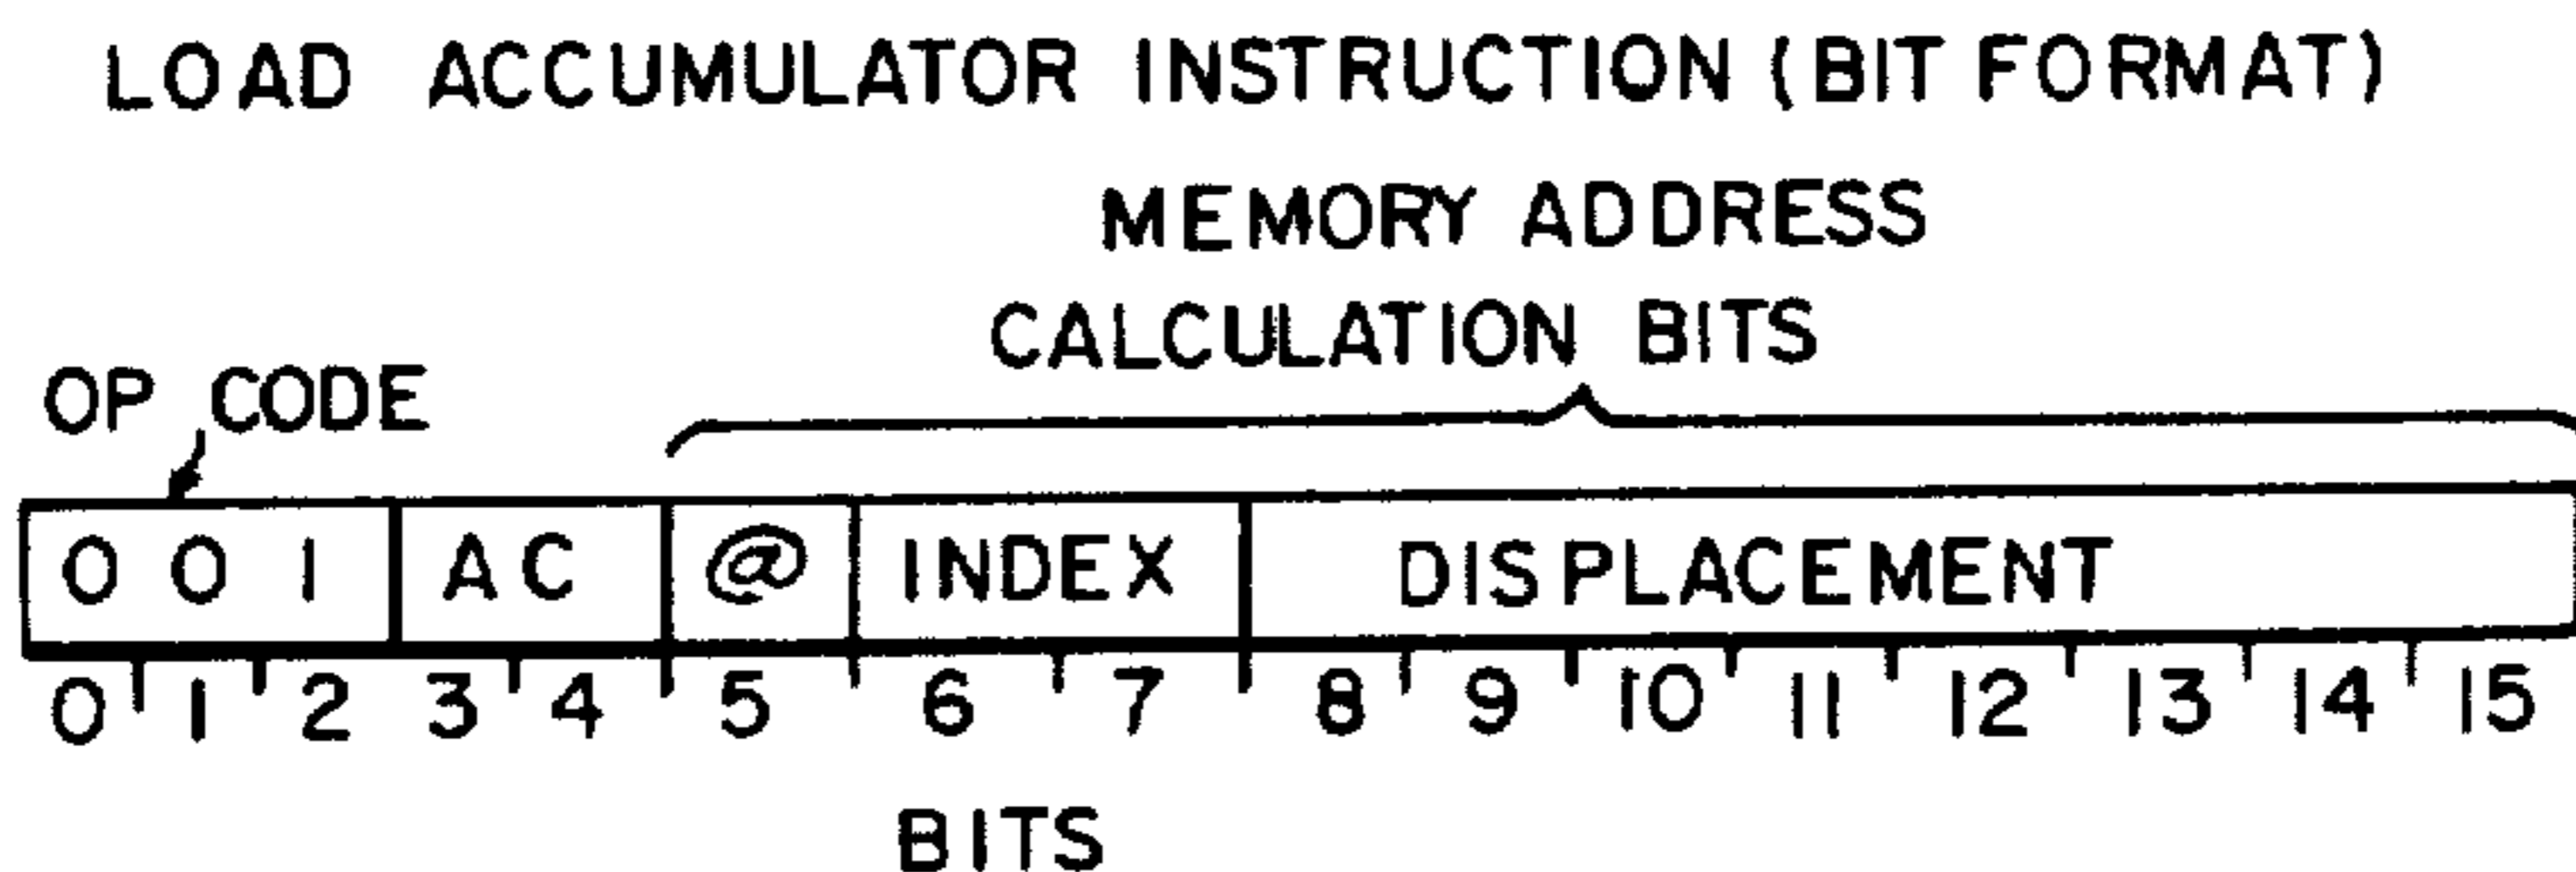 LOAD ACCUMULATOR INSTRUCTION (BIT FORMAT)
MEMORY ADDRESS
CALCULATION BITS
OP CODE
0 0 1 AC @ INDEX DISPLACEMENT
0 1 2 3 4 5 6 7 8 9 10 11 12 13 14 15
BITS